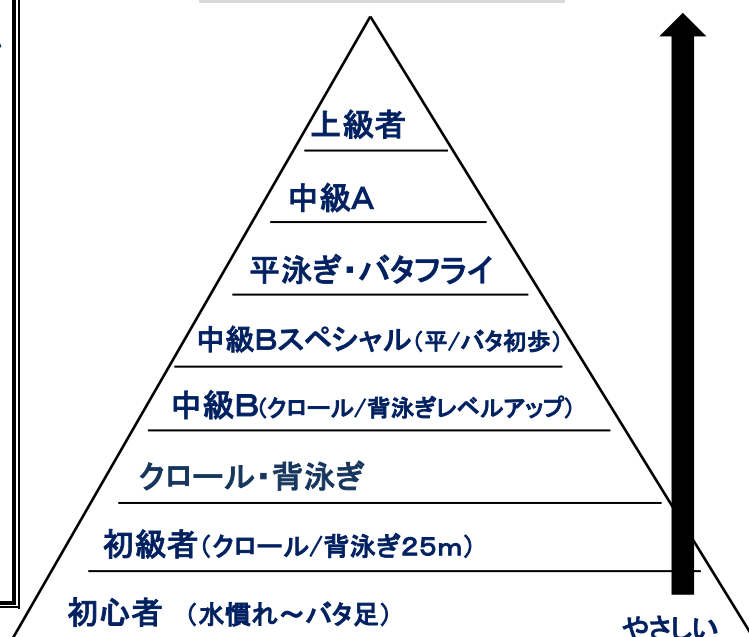 上級者
中級A
平泳ぎ・バタフライ
中級Bスペシャル（平/バタ初歩）
中級B(クロール/背泳ぎレベルアップ)
クロール・背泳ぎ
初級者（クロール/背泳ぎ25m）
初心者　（水慣れ～バタ足）
やさしい